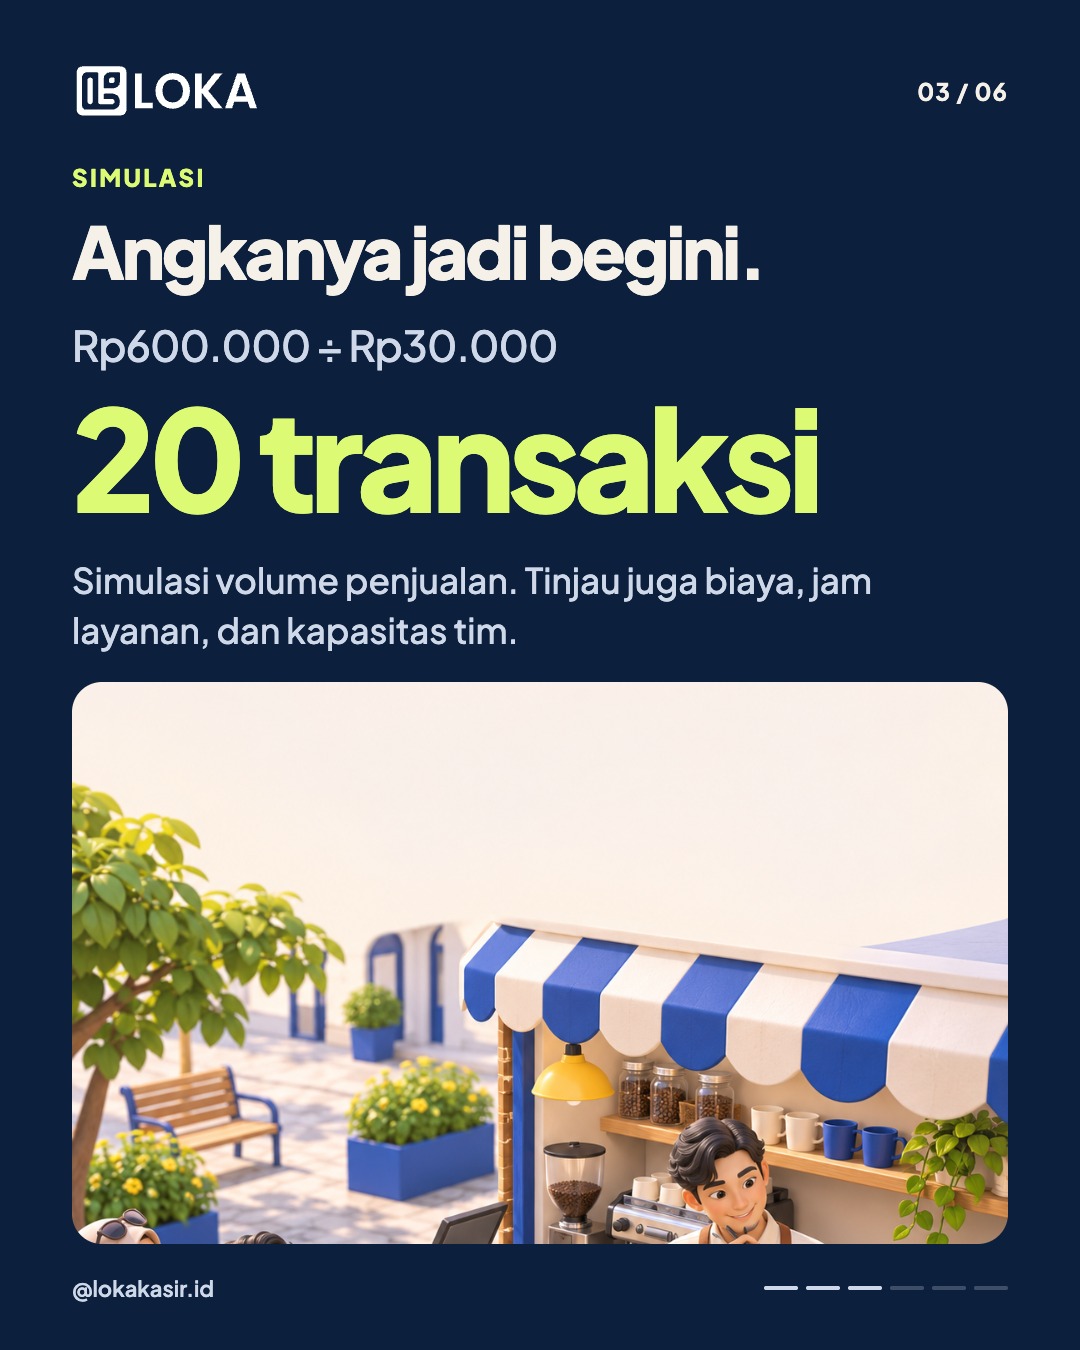 LOKA
03 / 06
SIMULASI
Angkanya jadi begini.
Rp600.000 ÷ Rp30.000
20 transaksi
Simulasi volume penjualan. Tinjau juga biaya, jam
layanan, dan kapasitas tim.
@lokakasir.id